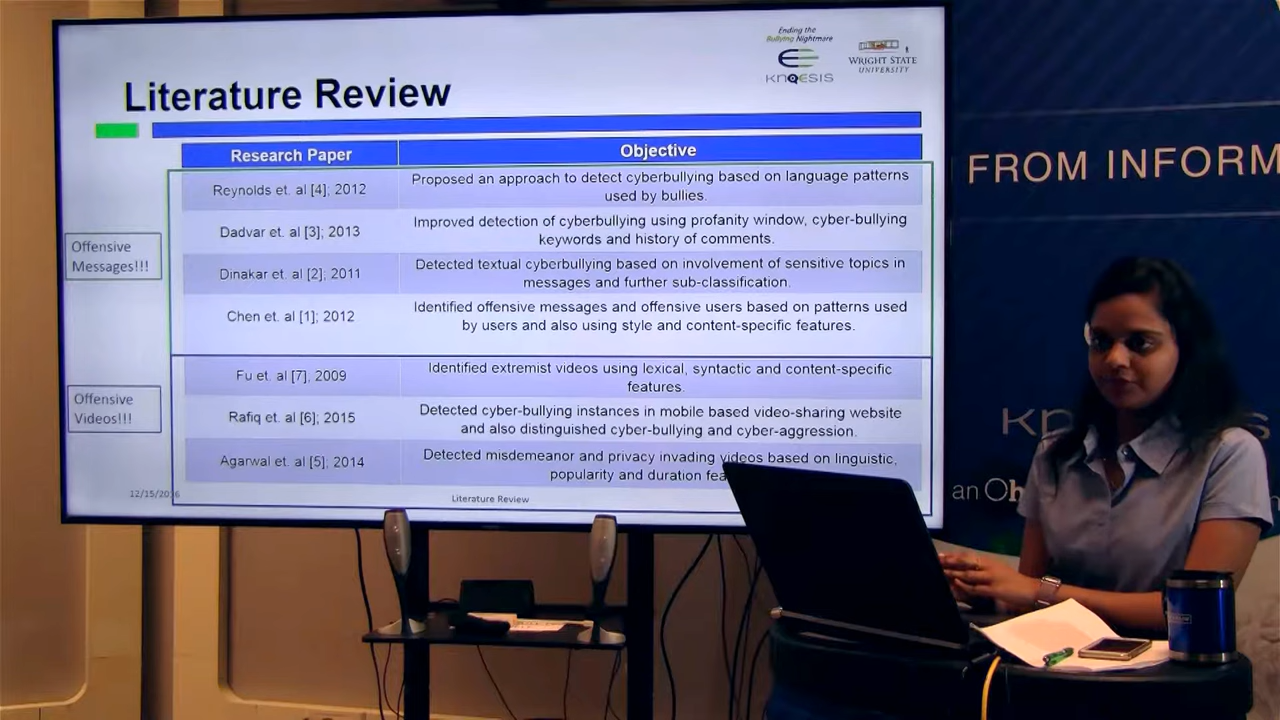 Ending the
Bullying Nightmare
KNOESIS
WRIGHT STATE
UNIVERSITY
Literature Review
Research Paper
Objective
Offensive
Messages!!!
Reynolds et. al [4]; 2012
Proposed an approach to detect cyberbullying based on language patterns
used by bullies.
Dadvar et. al [3]; 2013
Improved detection of cyberbullying using profanity window, cyber-bullying
keywords and history of comments.
Dinakar et. al [2]; 2011
Detected textual cyberbullying based on involvement of sensitive topics in
messages and further sub-classification.
Chen et. al [1]; 2012
Identified offensive messages and offensive users based on patterns used
by users and also using style and content-specific features.
Offensive
Videos!!!
Fu et. al [7], 2009
Identified extremist videos using lexical, syntactic and content-specific
features.
Rafiq et. al [6]; 2015
Detected cyber-bullying instances in mobile based video-sharing website
and also distinguished cyber-bullying and cyber-aggression.
Agarwal et. al [5], 2014
Detected misdemeanor and privacy invading videos based on linguistic,
popularity and duration fea
12/15/2016
Literature Review
FROM INFORM
Kn
s
an Oh